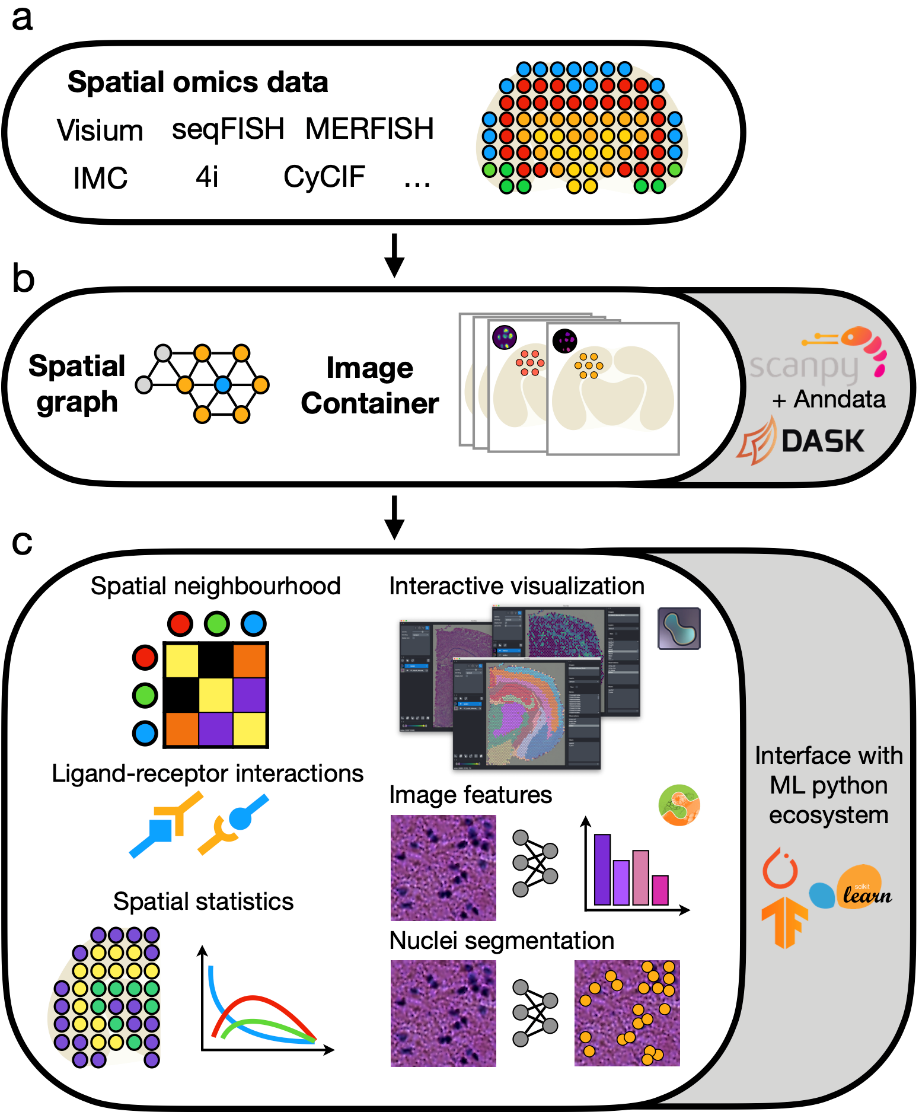 a
Spatial omics data
Visium seqFISH MERFISH
IMC 4i CyCIF ...
b
Spatial
graph
Image
Container
scanpy
+ Anndata
DASK
c
Spatial neighbourhood
Ligand-receptor interactions
Spatial statistics
Interactive visualization
Image features
Nuclei segmentation
Interface with
ML python
ecosystem
scikit
learn